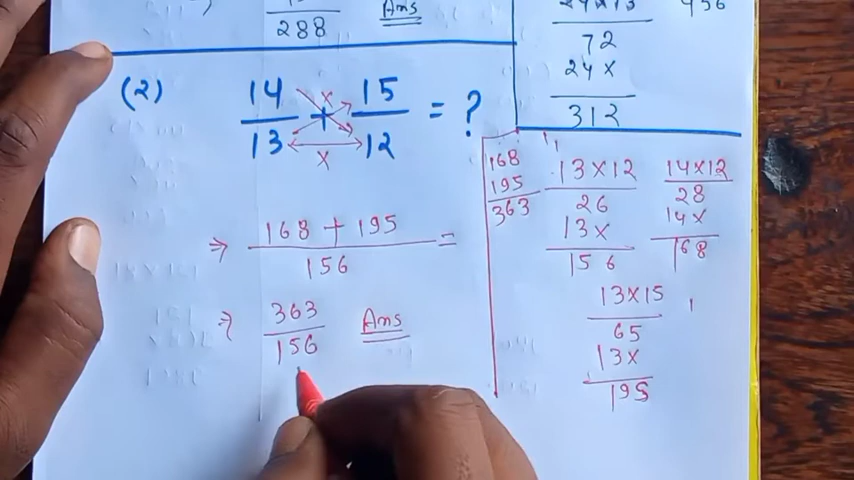 288 Ans
(2) 14/13 + 15/12 = ?
x
x
⇒ 168 + 195 / 156 =
⇒ 363/156 Ans
72
24x
312
168
195
363
13x12
26
13x
156
14x12
28
14x
168
13x15
65
13x
195